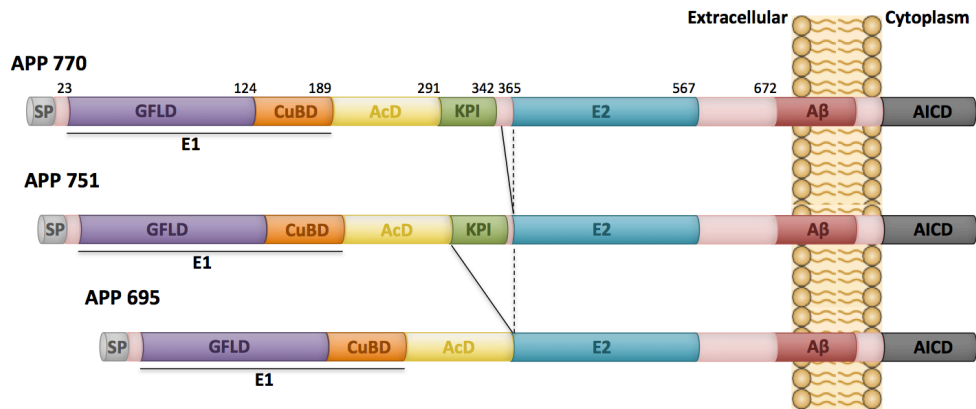 Extracellular Cytoplasm
APP 770
23 124 189 291 342 365 567 672
SP GFLD CuBD AcD KPI E2 Aβ AICD
E1
APP 751
SP GFLD CuBD AcD KPI E2 Aβ AICD
E1
APP 695
SP GFLD CuBD AcD E2 Aβ AICD
E1